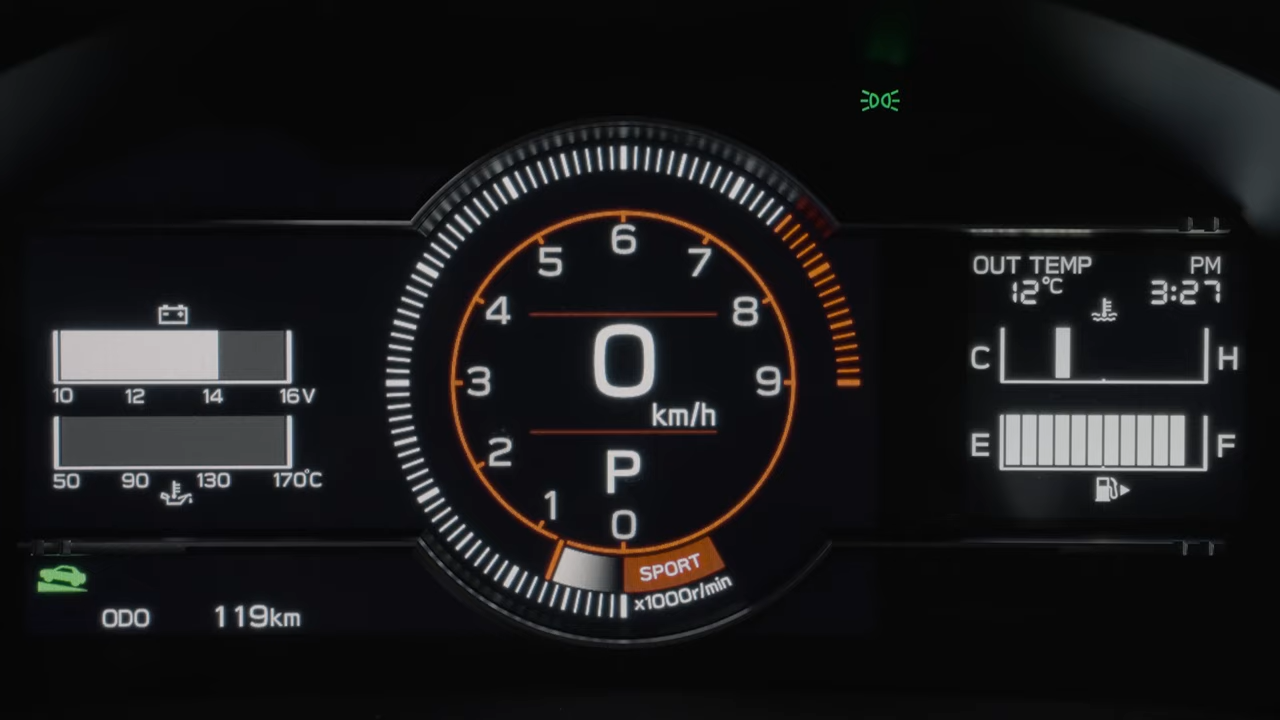 OUT TEMP PM
12°C 3:27
C H
E F
10 12 14 16V
50 90 130 170°C
0 1 2 3 4 5 6 7 8 9
0
km/h
P
SPORT
x1000r/min
ODO 119km